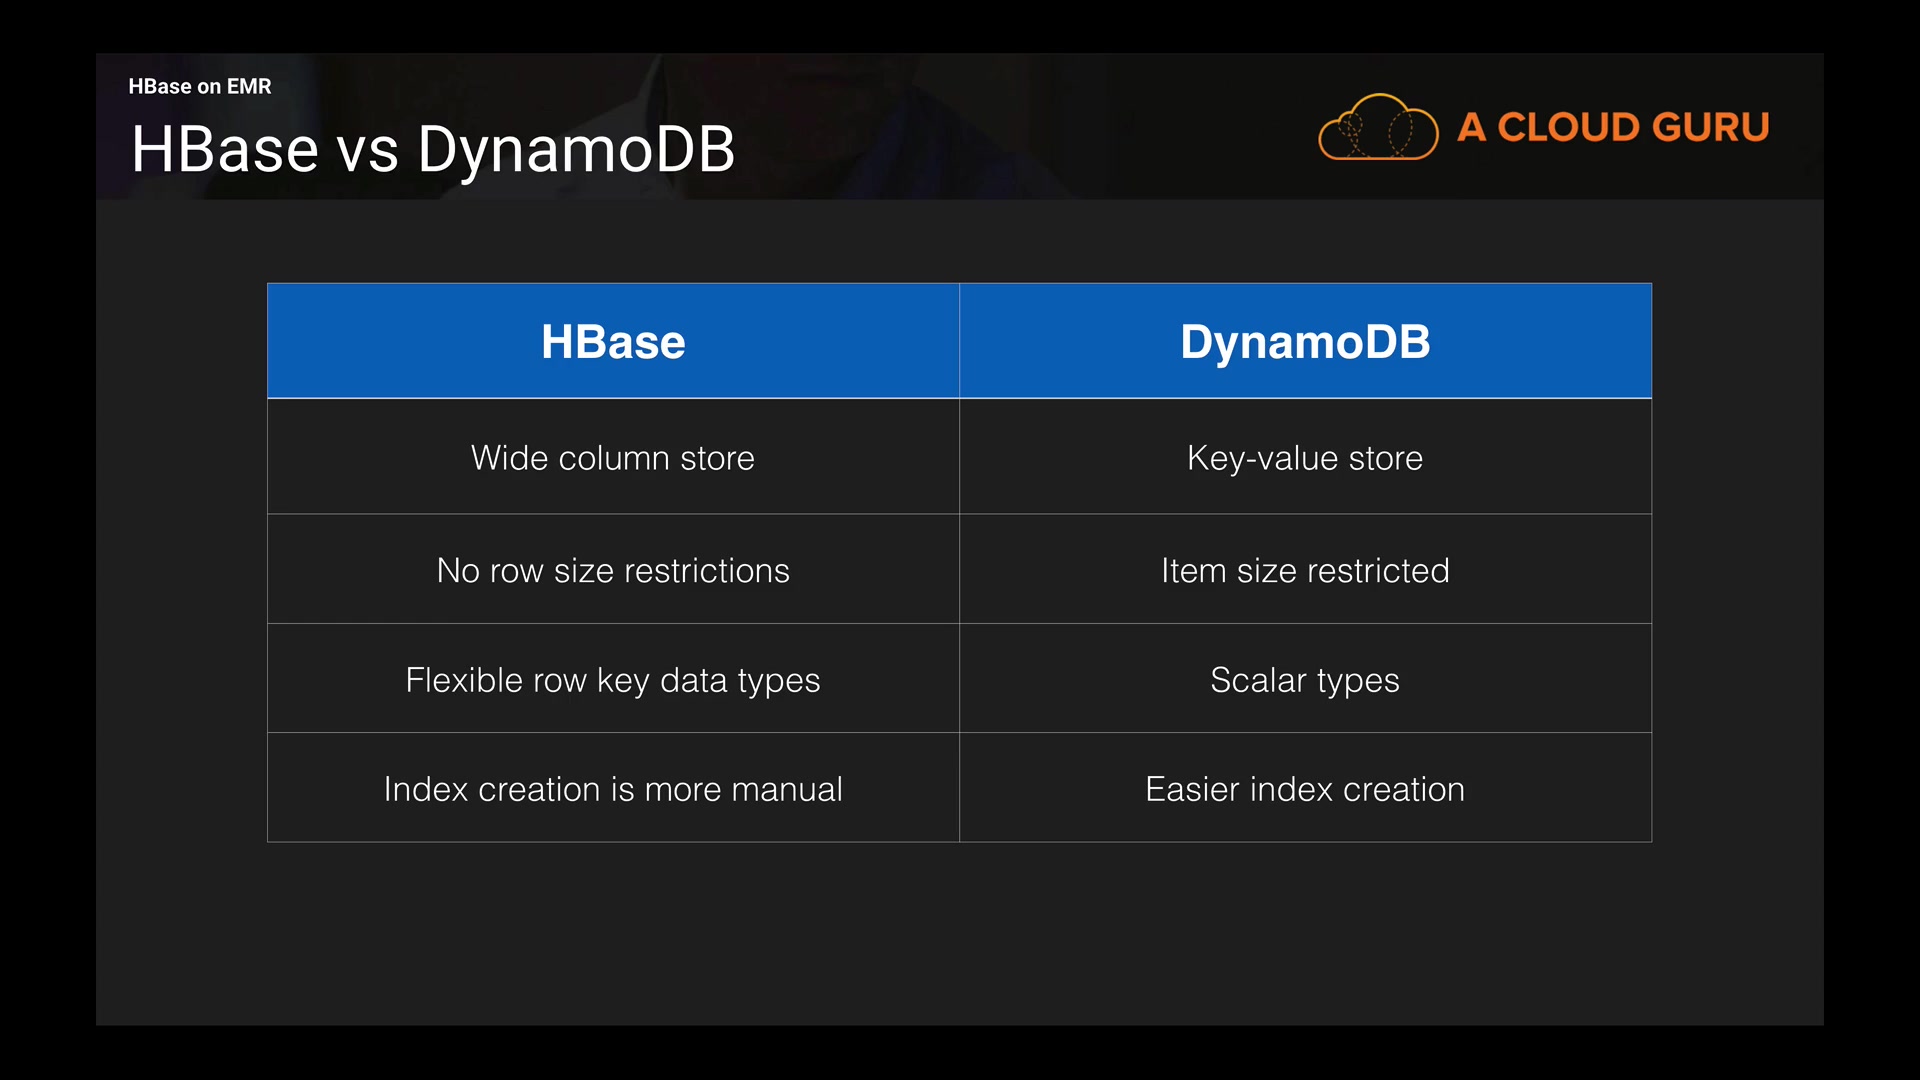 HBase on EMR
HBase vs DynamoDB
A CLOUD GURU
HBase
DynamoDB
Wide column store
Key-value store
No row size restrictions
Item size restricted
Flexible row key data types
Scalar types
Index creation is more manual
Easier index creation